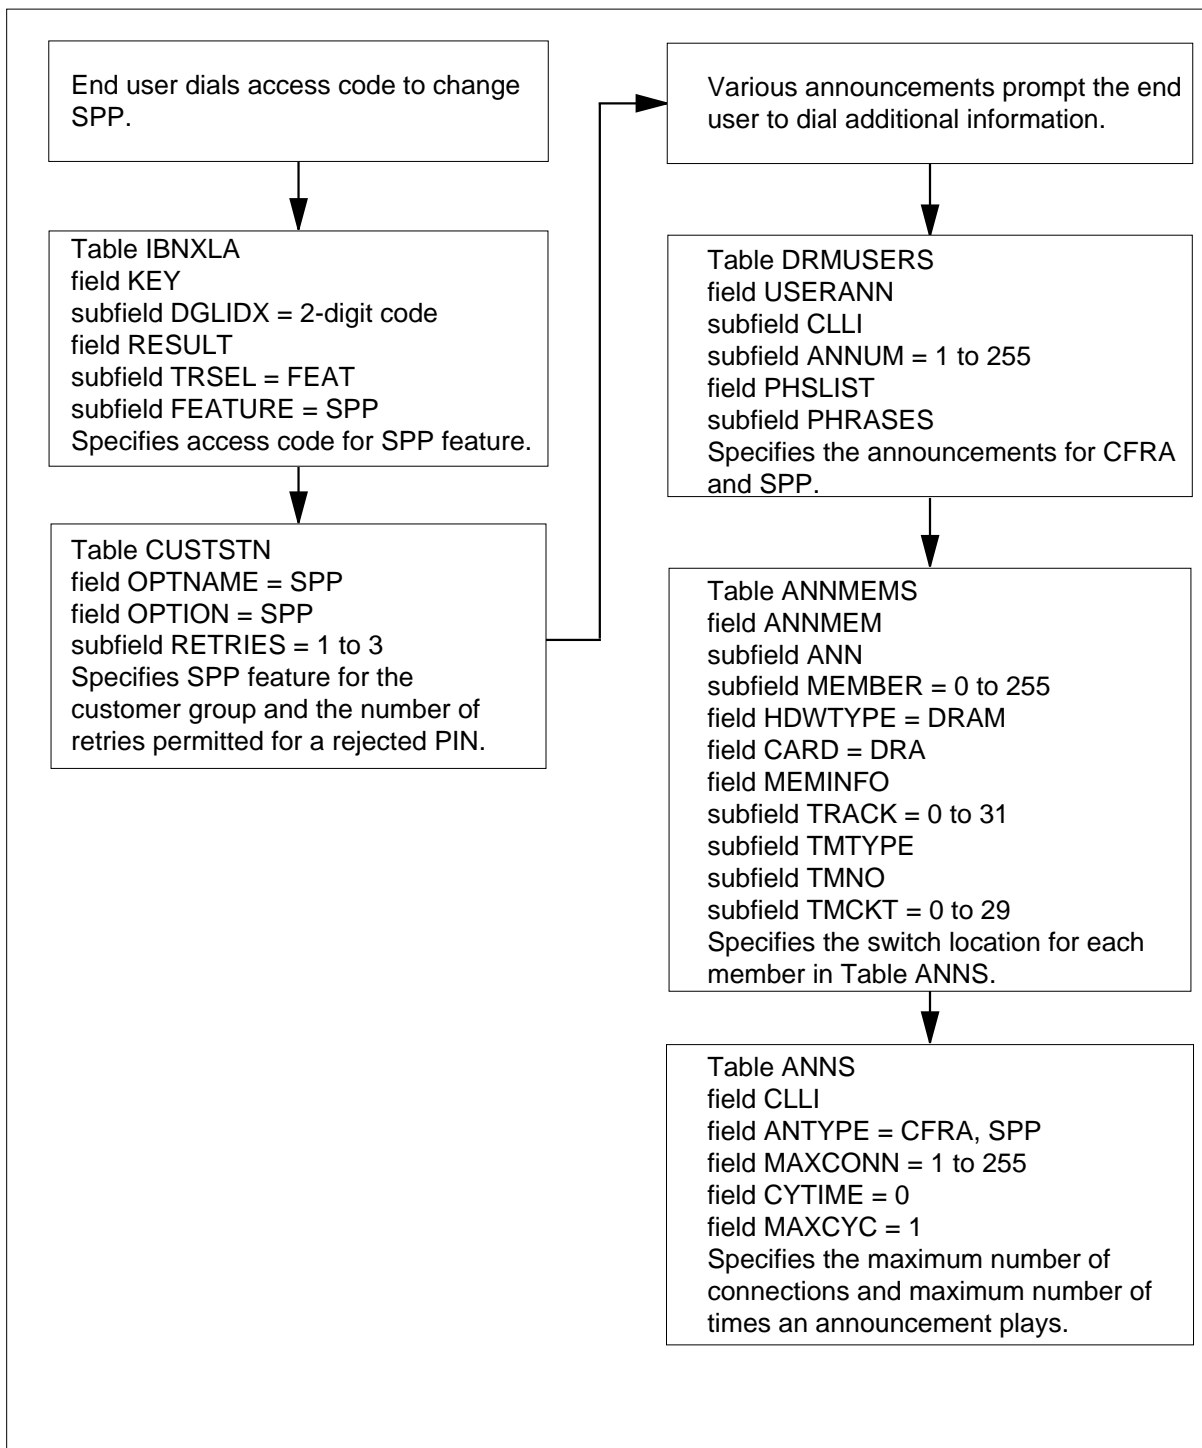 End user dials access code to change
SPP.
Table IBNXLA
field KEY
subfield DGLIDX = 2-digit code
field RESULT
subfield TRSEL = FEAT
subfield FEATURE = SPP
Specifies access code for SPP feature.
Table CUSTSTN
field OPTNAME = SPP
field OPTION = SPP
subfield RETRIES = 1 to 3
Specifies SPP feature for the
customer group and the number of
retries permitted for a rejected PIN.
Various announcements prompt the end
user to dial additional information.
Table DRMUSERS
field USERANN
subfield CLLI
subfield ANNUM = 1 to 255
field PHSLIST
subfield PHRASES
Specifies the announcements for CFRA
and SPP.
Table ANNMEMS
field ANNMEM
subfield ANN
subfield MEMBER = 0 to 255
field HDWTYPE = DRAM
field CARD = DRA
field MEMINFO
subfield TRACK = 0 to 31
subfield TMTYPE
subfield TMNO
subfield TMCKT = 0 to 29
Specifies the switch location for each
member in Table ANNS.
Table ANNS
field CLLI
field ANTYPE = CFRA, SPP
field MAXCONN = 1 to 255
field CYTIME = 0
field MAXCYC = 1
Specifies the maximum number of
connections and maximum number of
times an announcement plays.